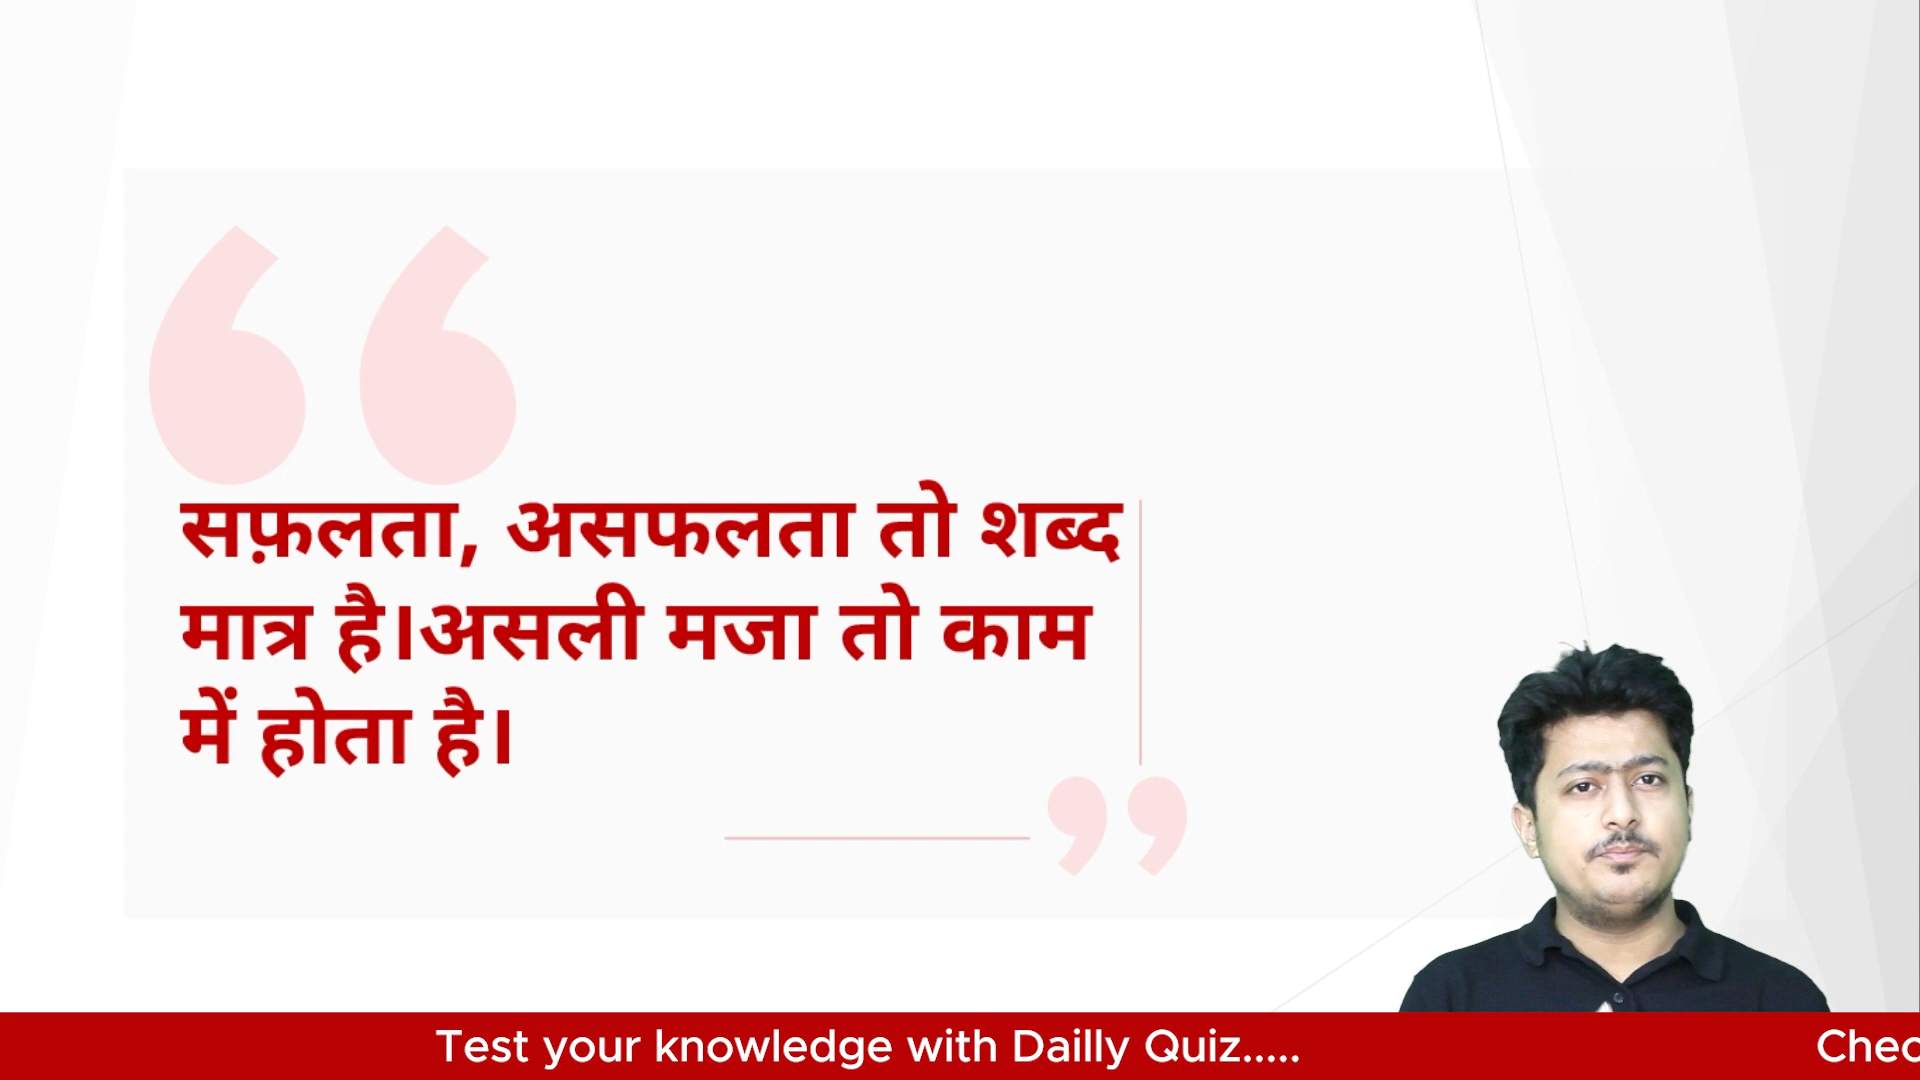 सफ़लता, असफलता तो शब्द
मात्र है।असली मजा तो काम
में होता है।
Test your knowledge with Dailly Quiz.....
Chec